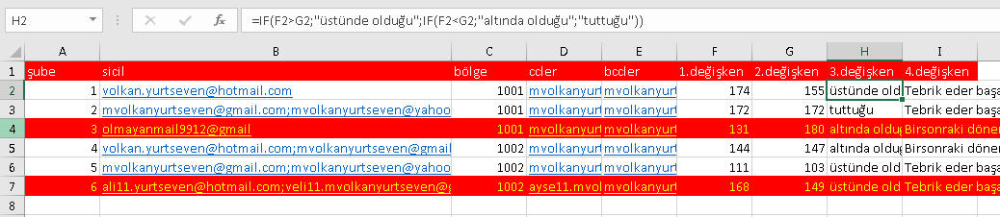 H2 fx =IF(F2>G2;"üstünde olduğu";IF(F2<G2;"altında olduğu";"tuttuğu"))
A B C D E F G H I
1 şube sicil bölge ccler bccler 1.değişken 2.değişken 3.değişken 4.değişken
2 1 volkan.yurtseven@hotmail.com 1001 mvolkanyurt mvolkanyurt 174 155 üstünde old Tebrik eder başa
3 2 mvolkanyurtseven@gmail.com;mvolkanyurtseven@yahoo 1001 mvolkanyurt mvolkanyurt 172 172 tuttuğu Tebrik eder başa
4 3 olmayanmail9912@gmail 1001 mvolkanyurt mvolkanyurt 131 180 altında olduğ Birsonraki döner
5 4 volkan.yurtseven@hotmail.com;mvolkanyurtseven@gmail 1002 mvolkanyurt mvolkanyurt 144 147 altında olduğ Birsonraki döner
6 5 mvolkanyurtseven@gmail.com;mvolkanyurtseven@yahoo 1002 mvolkanyurt mvolkanyurt 111 103 üstünde old Tebrik eder başa
7 6 ali11.yurtseven@hotmail.com;veli11.mvolkanyurtseven@g 1002 ayse11.mvol mvolkanyurt 168 149 üstünde old Tebrik eder başa
8